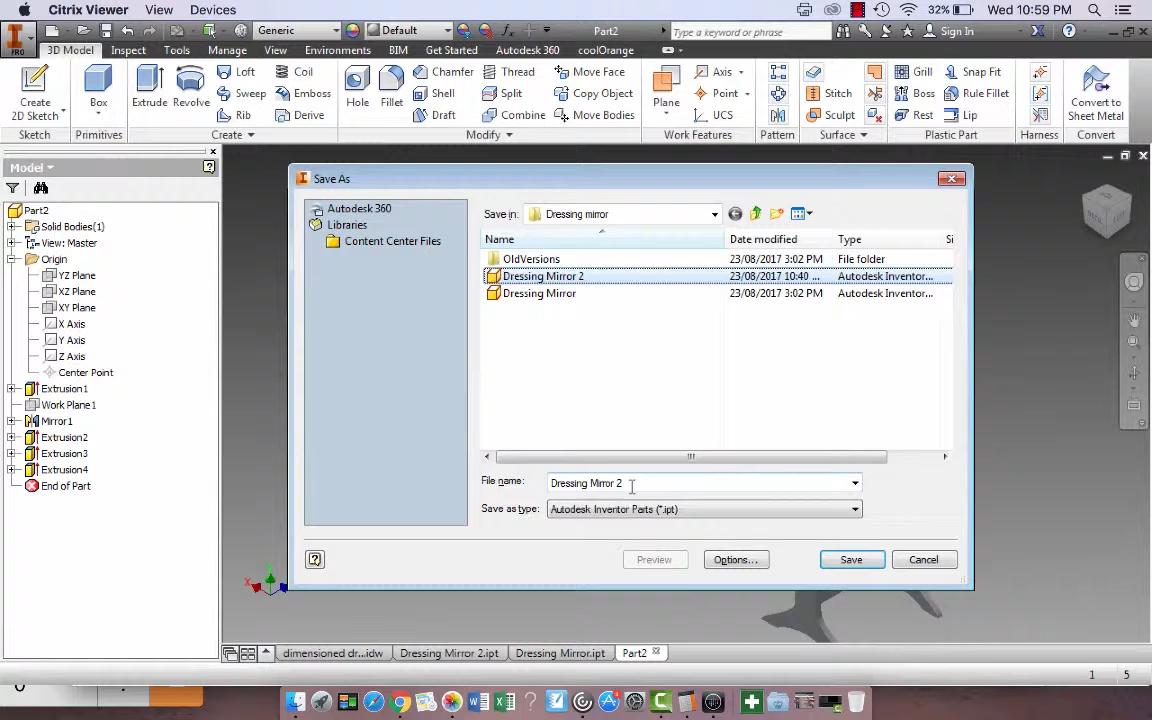 Citrix Viewer View Devices 32% Wed 10:59 PM
PRO Generic Default Part2 Type a keyword or phrase Sign In
3D Model Inspect Tools Manage View Environments BIM Get Started Autodesk 360 coolOrange
Loft Coil Chamfer Thread Move Face Axis Grill Snap Fit
Create 2D Sketch Box Extrude Revolve Sweep Emboss Hole Fillet Shell Split Copy Object Plane Point Stitch Boss Rule Fillet Convert to Sheet Metal
Rib Derive Draft Combine Move Bodies UCS Sculpt Rest Lip
Sketch Primitives Create Modify Work Features Pattern Surface Plastic Part Harness Convert
Model
Part2
Solid Bodies(1)
View: Master
Origin
YZ Plane
XZ Plane
XY Plane
X Axis
Y Axis
Z Axis
Center Point
Extrusion1
Work Plane1
Mirror1
Extrusion2
Extrusion3
Extrusion4
End of Part
Save As
Autodesk 360
Libraries
Content Center Files
Save in: Dressing mirror
Name Date modified Type Si
OldVersions 23/08/2017 3:02 PM File folder
Dressing Mirror 2 23/08/2017 10:40 ... Autodesk Inventor...
Dressing Mirror 23/08/2017 3:02 PM Autodesk Inventor...
File name: Dressing Mirror 2
Save as type: Autodesk Inventor Parts (*.ipt)
Preview Options... Save Cancel
X
dimensioned dr...idw Dressing Mirror 2.ipt Dressing Mirror.ipt Part2
1 5